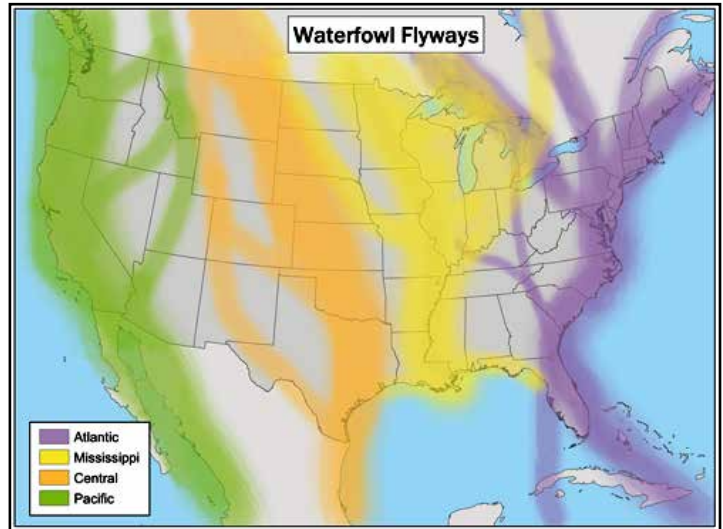 Waterfowl Flyways
Atlantic
Mississippi
Central
Pacific